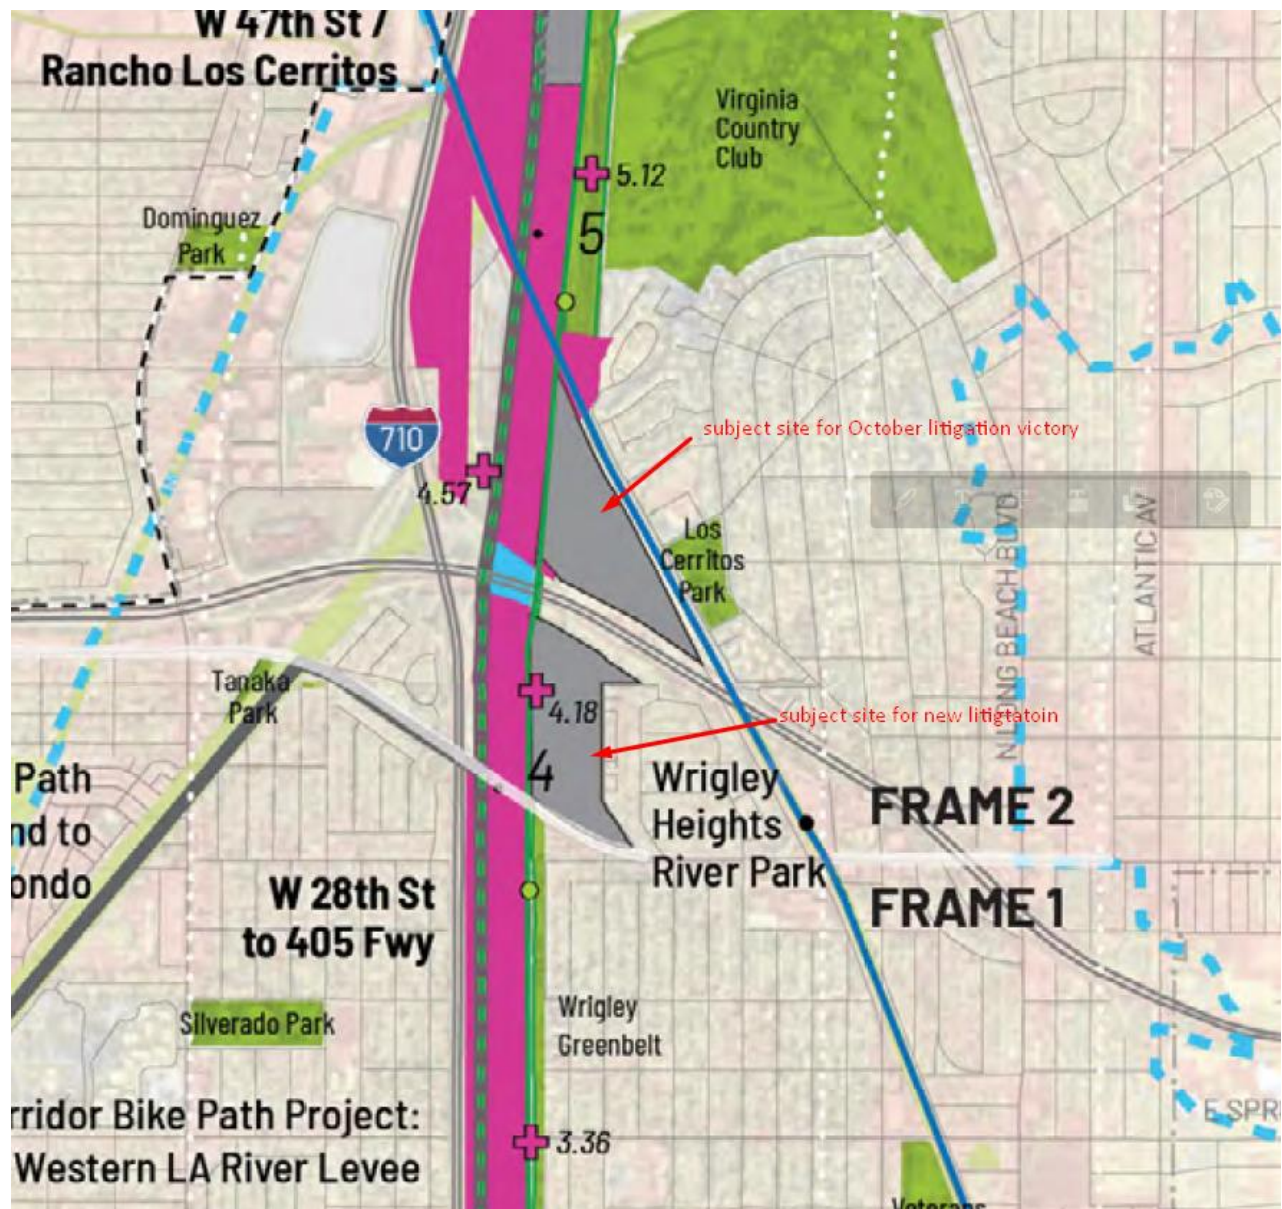 W 47th St /
Rancho Los Cerritos
Virginia
Country
Club
5.12
5
Dominguez
Park
710
subject site for October litigation victory
4.57
Los
Cerritos
Park
N LONG BEACH BLVD
ATLANTIC AV
Tanaka
Park
4.18
subject site for new litigtatoin
4
Path
nd to
ondo
Wrigley
Heights
River Park
FRAME 2
FRAME 1
W 28th St
to 405 Fwy
Wrigley
Greenbelt
Silverado Park
E SPR
rridor Bike Path Project:
Western LA River Levee
3.36
Veterans